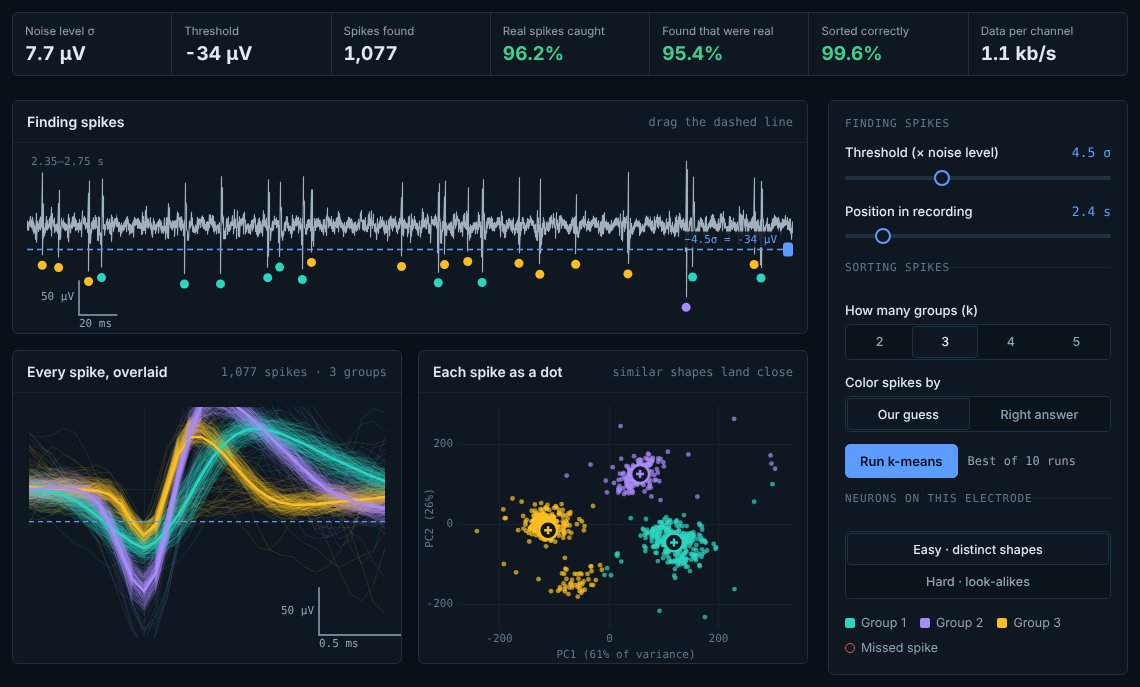 Noise level σ
7.7 µV
Threshold
-34 µV
Spikes found
1,077
Real spikes caught
96.2%
Found that were real
95.4%
Sorted correctly
99.6%
Data per channel
1.1 kb/s
Finding spikes
drag the dashed line
2.35–2.75 s
−4.5σ = -34 µV
50 µV
20 ms
Every spike, overlaid
1,077 spikes · 3 groups
50 µV
0.5 ms
Each spike as a dot
similar shapes land close
200
0
-200
PC2 (26%)
-200
0
200
PC1 (61% of variance)
FINDING SPIKES
Threshold (× noise level)
4.5 σ
Position in recording
2.4 s
SORTING SPIKES
How many groups (k)
2
3
4
5
Color spikes by
Our guess
Right answer
Run k-means
Best of 10 runs
NEURONS ON THIS ELECTRODE
Easy · distinct shapes
Hard · look-alikes
Group 1
Group 2
Group 3
Missed spike